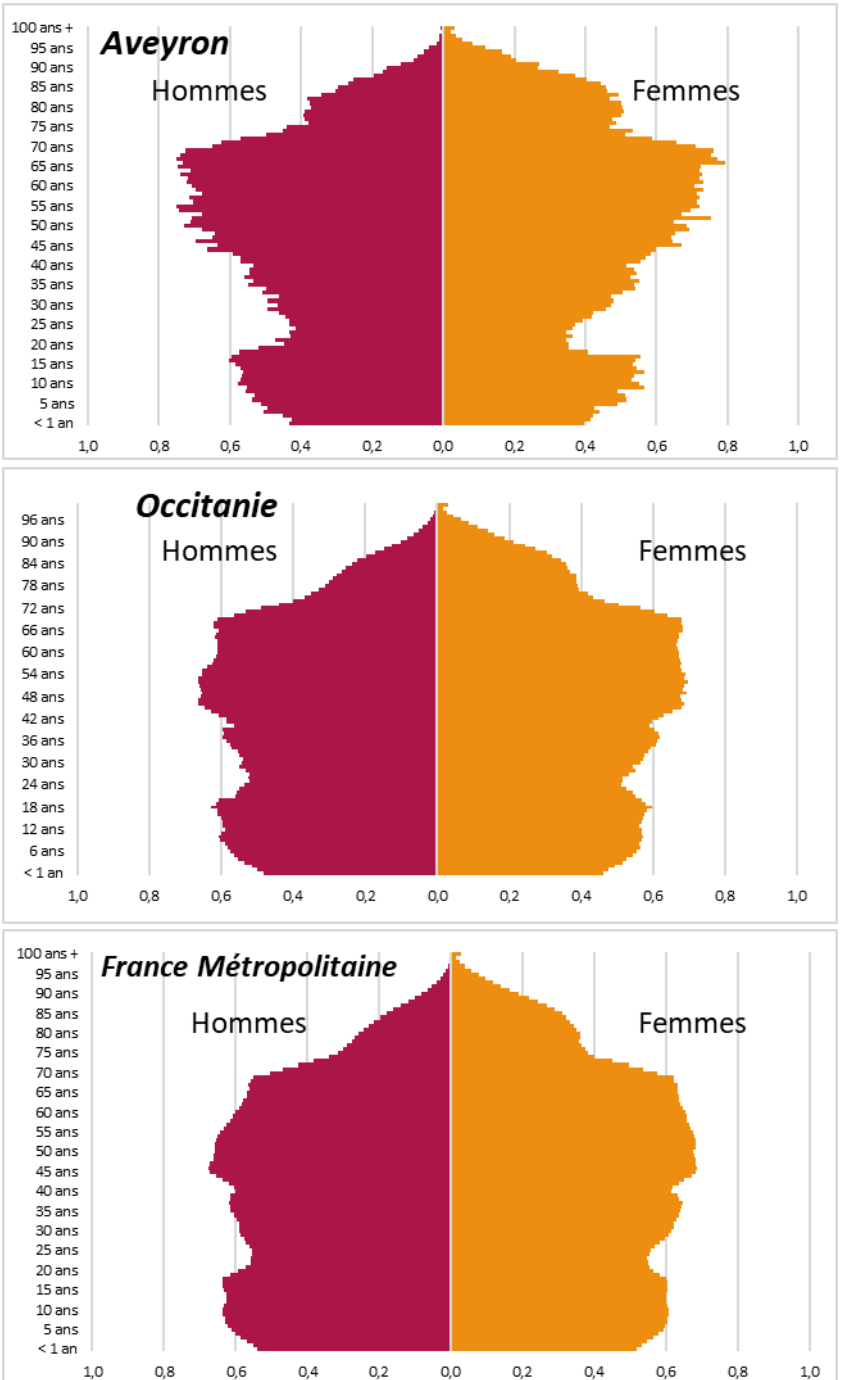 Aveyron
Hommes
Femmes
100 ans +
95 ans
90 ans
85 ans
80 ans
75 ans
70 ans
65 ans
60 ans
55 ans
50 ans
45 ans
40 ans
35 ans
30 ans
25 ans
20 ans
15 ans
10 ans
5 ans
< 1 an
1,0 0,8 0,6 0,4 0,2 0,0 0,2 0,4 0,6 0,8 1,0
Occitanie
Hommes
Femmes
96 ans
90 ans
84 ans
78 ans
72 ans
66 ans
60 ans
54 ans
48 ans
42 ans
36 ans
30 ans
24 ans
18 ans
12 ans
6 ans
< 1 an
1,0 0,8 0,6 0,4 0,2 0,0 0,2 0,4 0,6 0,8 1,0
France Métropolitaine
Hommes
Femmes
100 ans +
95 ans
90 ans
85 ans
80 ans
75 ans
70 ans
65 ans
60 ans
55 ans
50 ans
45 ans
40 ans
35 ans
30 ans
25 ans
20 ans
15 ans
10 ans
5 ans
< 1 an
1,0 0,8 0,6 0,4 0,2 0,0 0,2 0,4 0,6 0,8 1,0